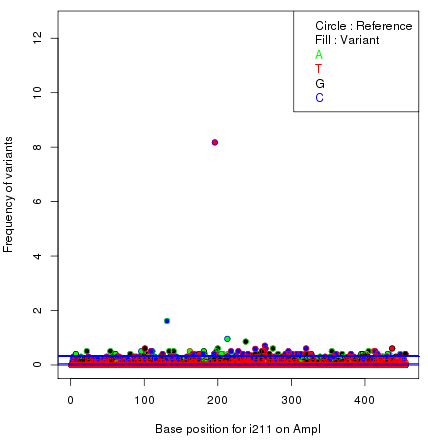 Circle : Reference
Fill : Variant
A
T
G
C
Frequency of variants
12
10
8
6
4
2
0
0 100 200 300 400
Base position for i211 on Ampl